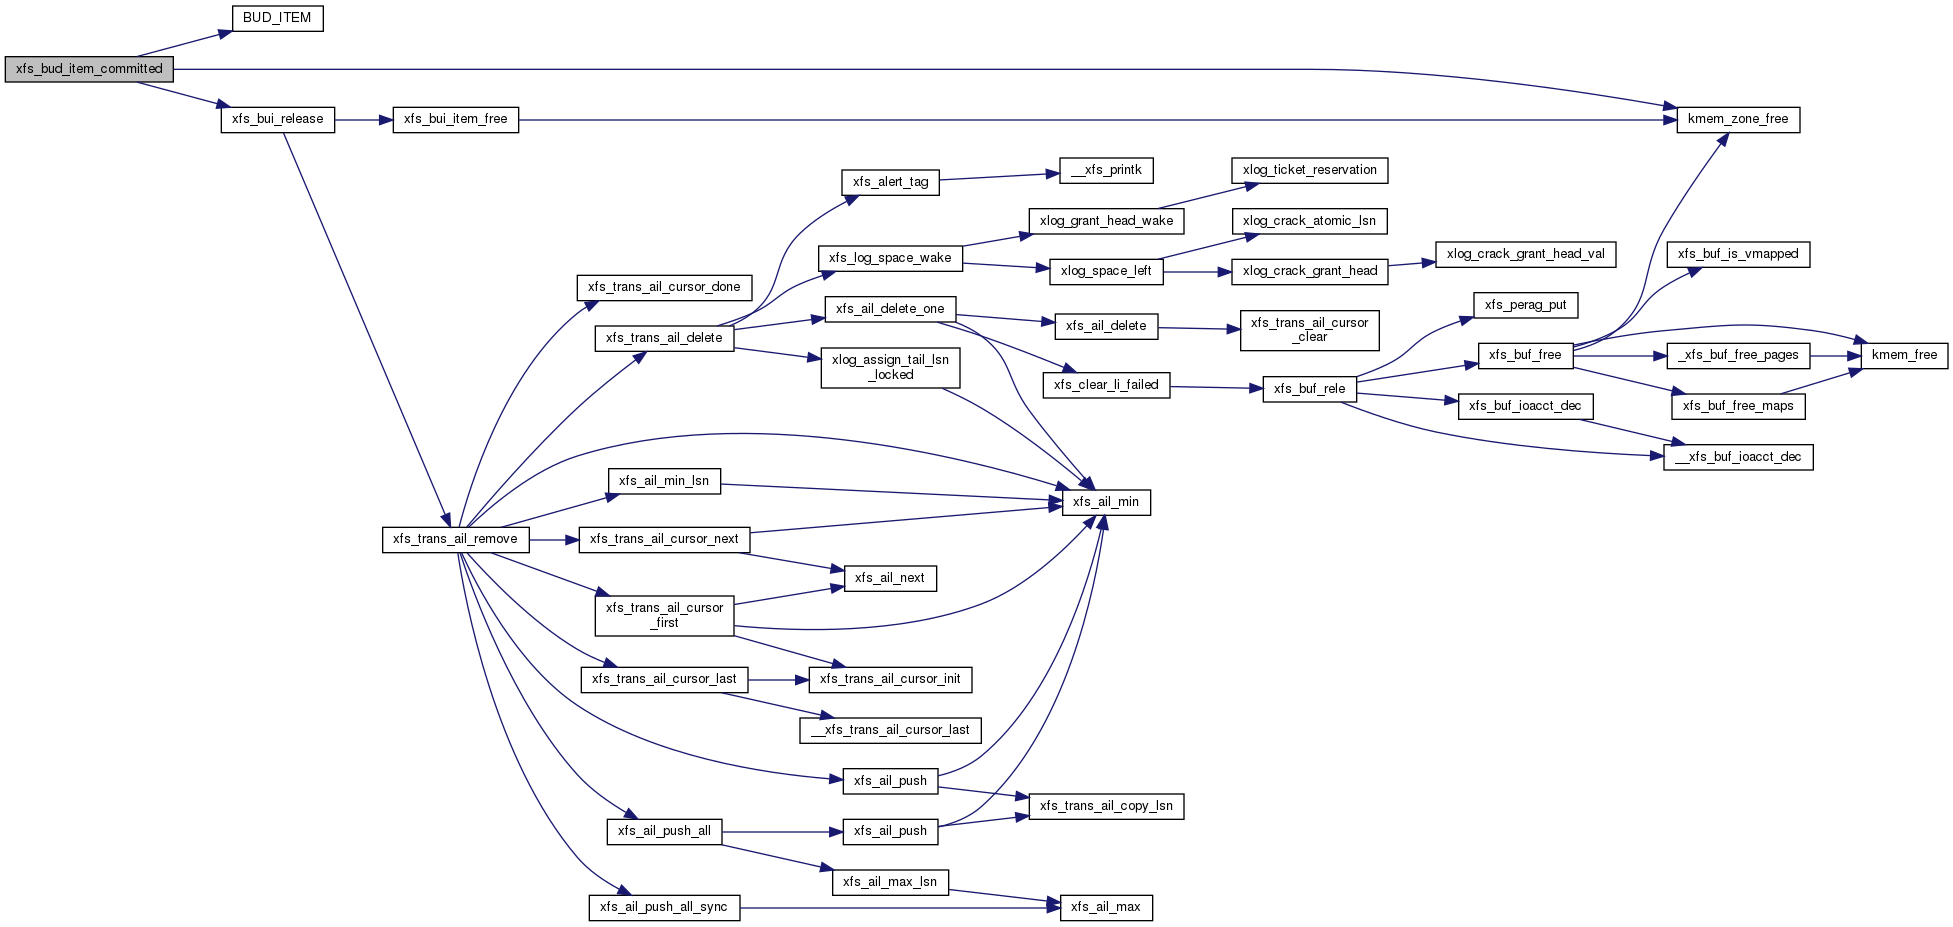 BUD_ITEM
xfs_bud_item_committed
xfs_bui_release
xfs_bui_item_free
kmem_zone_free
xfs_alert_tag
__xfs_printk
xlog_ticket_reservation
xlog_grant_head_wake
xlog_crack_atomic_lsn
xfs_log_space_wake
xlog_space_left
xlog_crack_grant_head
xlog_crack_grant_head_val
xfs_buf_is_vmapped
xfs_trans_ail_cursor_done
xfs_trans_ail_delete
xfs_ail_delete_one
xfs_ail_delete
xfs_trans_ail_cursor
_clear
xfs_perag_put
xlog_assign_tail_lsn
_locked
xfs_clear_li_failed
xfs_buf_rele
xfs_buf_free
_xfs_buf_free_pages
kmem_free
xfs_buf_ioacct_dec
xfs_buf_free_maps
__xfs_buf_ioacct_dec
xfs_ail_min_lsn
xfs_ail_min
xfs_trans_ail_remove
xfs_trans_ail_cursor_next
xfs_ail_next
xfs_trans_ail_cursor
_first
xfs_trans_ail_cursor_last
xfs_trans_ail_cursor_init
__xfs_trans_ail_cursor_last
xfs_ail_push
xfs_trans_ail_copy_lsn
xfs_ail_push_all
xfs_ail_push
xfs_ail_max_lsn
xfs_ail_push_all_sync
xfs_ail_max